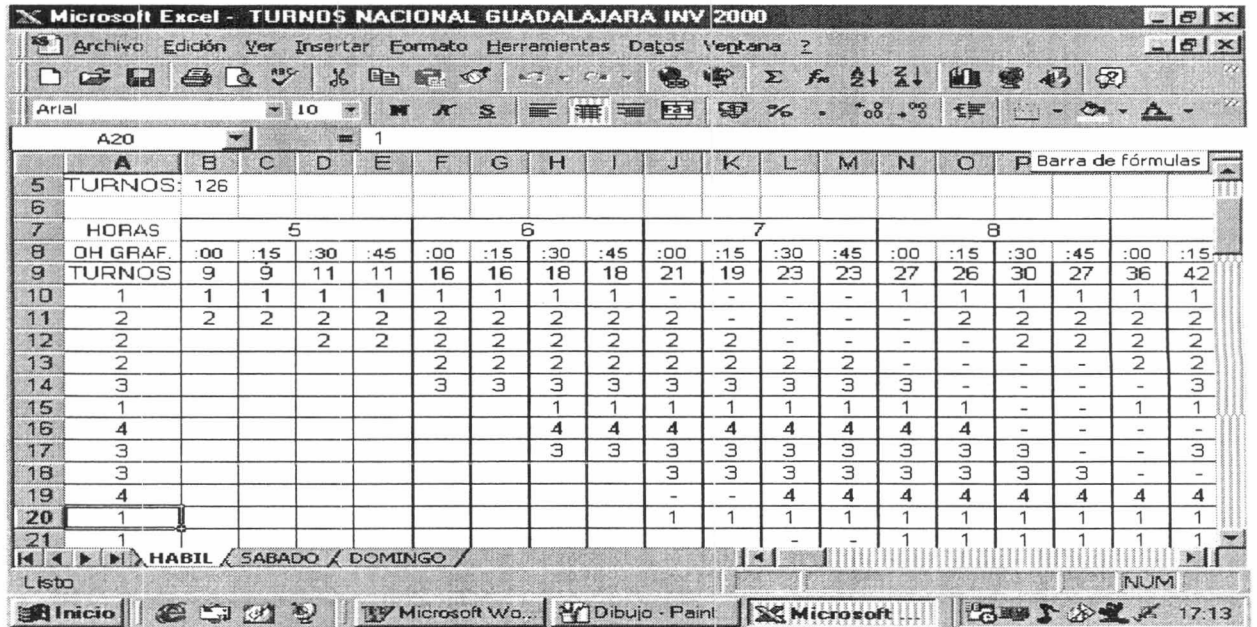 Microsoft Excel - TURNOS NACIONAL GUADALAJARA INV 2000
Archivo Edición Ver Insertar Formato Herramientas Datos Ventana ?
Arial 10 N K S
A20 = 1
A B C D E F G H I J K L M N O P Barra de fórmulas
5 TURNOS: 126
6
7 HORAS 5 6 7 8
8 OH GRAF. :00 :15 :30 :45 :00 :15 :30 :45 :00 :15 :30 :45 :00 :15 :30 :45 :00 :15
9 TURNOS 9 9 11 11 16 16 18 18 21 19 23 23 27 26 30 27 36 42
10 1 1 1 1 1 1 1 1 1 - - - - 1 1 1 1 1 1
11 2 2 2 2 2 2 2 2 2 2 - - - - 2 2 2 2 2
12 2 2 2 2 2 2 2 2 2 - - - - 2 2 2 2
13 2 2 2 2 2 2 2 2 2 - - - 2 2
14 3 3 3 3 3 3 3 3 3 3 - - - - 3
15 1 1 1 1 1 1 1 1 1 1 - - 1 1
16 4 4 4 4 4 4 4 4 4 - - - -
17 3 3 3 3 3 3 3 3 3 3 - - 3
18 3 3 3 3 3 3 3 3 3 - -
19 4 - - 4 4 4 4 4 4 4 4
20 1 1 1 1 1 1 1 1 1 1 1
21 1 - - 1 1 1 1 1 1
HABIL SABADO DOMINGO
Listo NUM
Inicio Microsoft Wo... Dibujo - Paint Microsoft ... 17:13